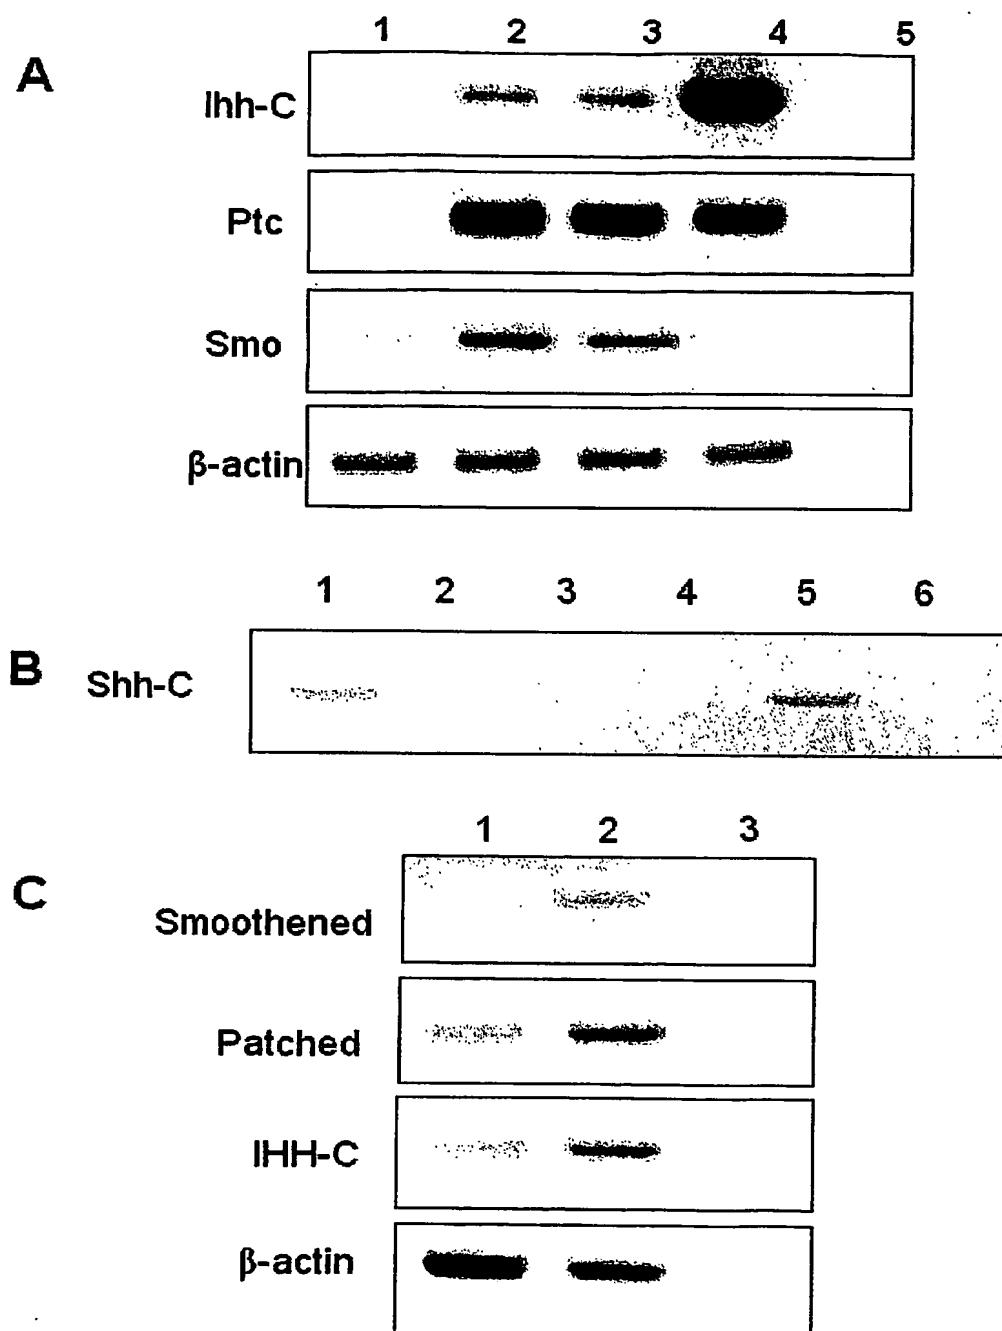 1 2 3 4 5
A
Ihh-C
Ptc
Smo
β-actin
1 2 3 4 5 6
B Shh-C
1 2 3
C
Smoothened
Patched
IHH-C
β-actin